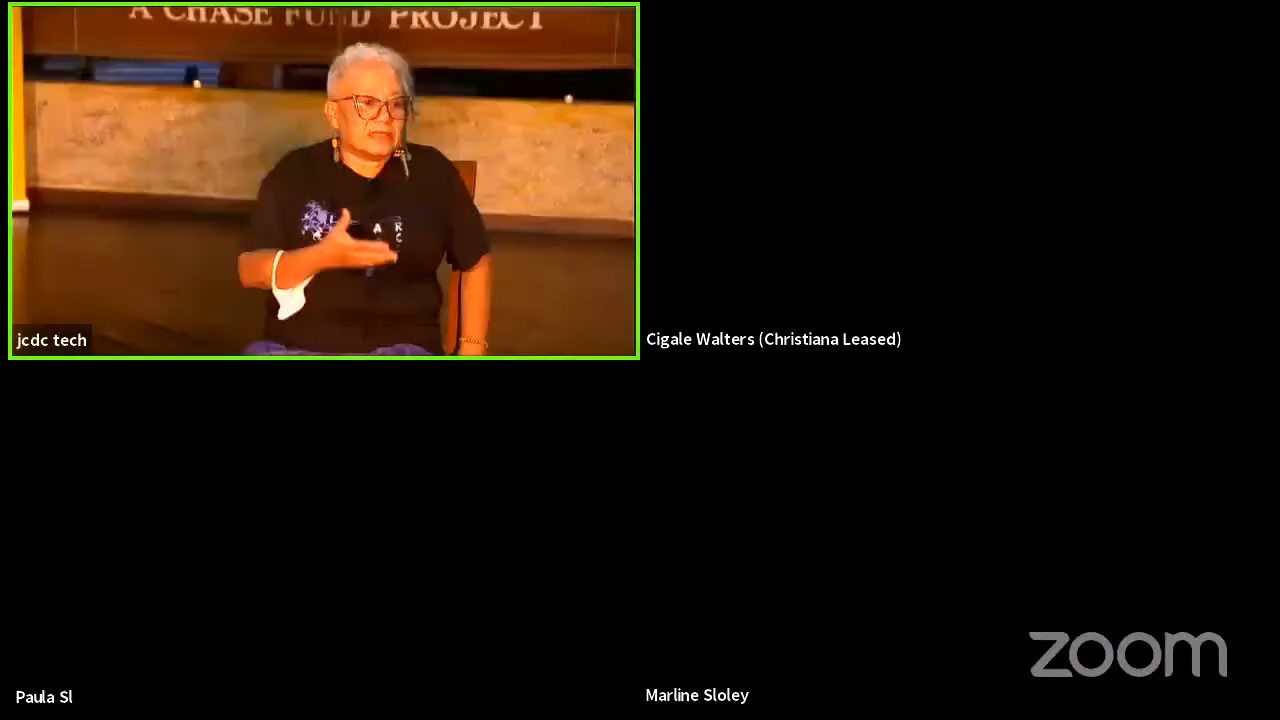 A CHASE FUND PROJECT
A R
C
jcdc tech
Cigale Walters (Christiana Leased)
Paula Sl
Marline Sloley
zoom